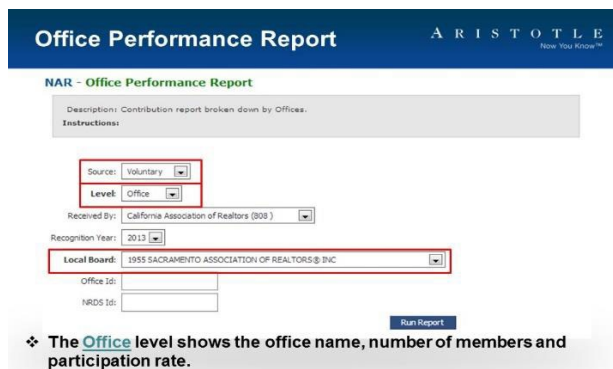 Office Performance Report
ARISTOTLE
Now You Know™
NAR - Office Performance Report
Description: Contribution report broken down by Offices.
Instructions:
Source: Voluntary
Level: Office
Received By: California Association of Realtors (808 )
Recognition Year: 2013
Local Board: 1955 SACRAMENTO ASSOCIATION OF REALTORS® INC
Office Id:
NRDS Id:
Run Report
❖ The Office level shows the office name, number of members and
participation rate.